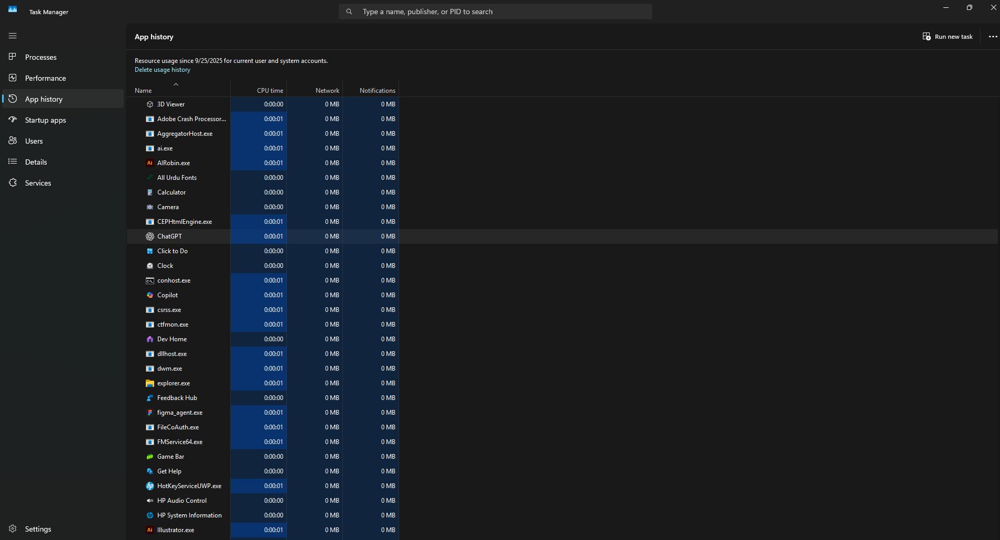 Task Manager
Type a name, publisher, or PID to search
App history
Run new task
Processes
Performance
App history
Startup apps
Users
Details
Services
Settings
Resource usage since 9/25/2025 for current user and system accounts.
Delete usage history
Name CPU time Network Notifications
3D Viewer 0:00:00 0 MB 0 MB
Adobe Crash Processor... 0:00:01 0 MB 0 MB
AggregatorHost.exe 0:00:01 0 MB 0 MB
ai.exe 0:00:01 0 MB 0 MB
Ai AIRobin.exe 0:00:01 0 MB 0 MB
All Urdu Fonts 0:00:00 0 MB 0 MB
Calculator 0:00:00 0 MB 0 MB
Camera 0:00:00 0 MB 0 MB
CEPHtmlEngine.exe 0:00:01 0 MB 0 MB
ChatGPT 0:00:01 0 MB 0 MB
Click to Do 0:00:00 0 MB 0 MB
Clock 0:00:00 0 MB 0 MB
conhost.exe 0:00:01 0 MB 0 MB
Copilot 0:00:01 0 MB 0 MB
csrss.exe 0:00:01 0 MB 0 MB
ctfmon.exe 0:00:01 0 MB 0 MB
Dev Home 0:00:00 0 MB 0 MB
dllhost.exe 0:00:01 0 MB 0 MB
dwm.exe 0:00:01 0 MB 0 MB
explorer.exe 0:00:01 0 MB 0 MB
Feedback Hub 0:00:00 0 MB 0 MB
figma_agent.exe 0:00:01 0 MB 0 MB
FileCoAuth.exe 0:00:01 0 MB 0 MB
FMService64.exe 0:00:01 0 MB 0 MB
Game Bar 0:00:00 0 MB 0 MB
Get Help 0:00:00 0 MB 0 MB
hp HotKeyServiceUWP.exe 0:00:01 0 MB 0 MB
HP Audio Control 0:00:00 0 MB 0 MB
hp HP System Information 0:00:00 0 MB 0 MB
Ai Illustrator.exe 0:00:01 0 MB 0 MB